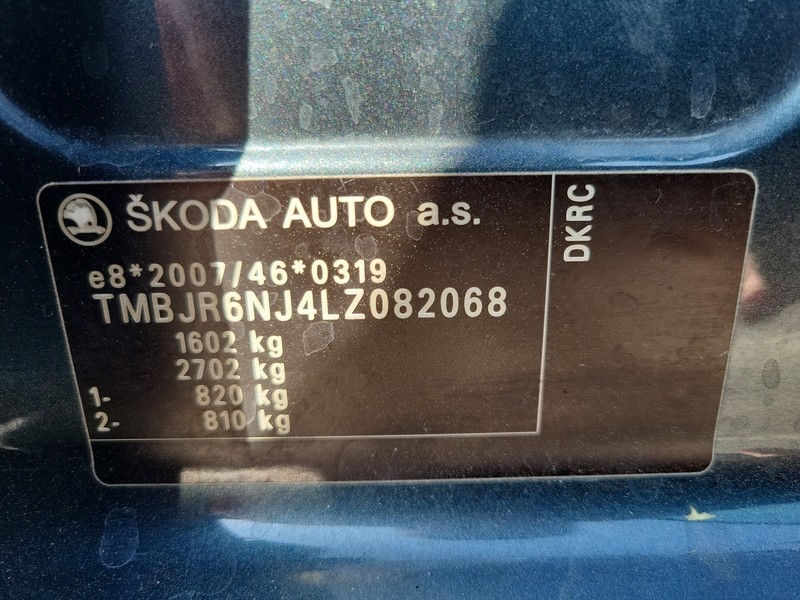 ŠKODA AUTO a.s.
e8*2007/46*0319
TMBJR6NJ4LZ082068
1602 kg
2702 kg
1- 820 kg
2- 810 kg
DKRC